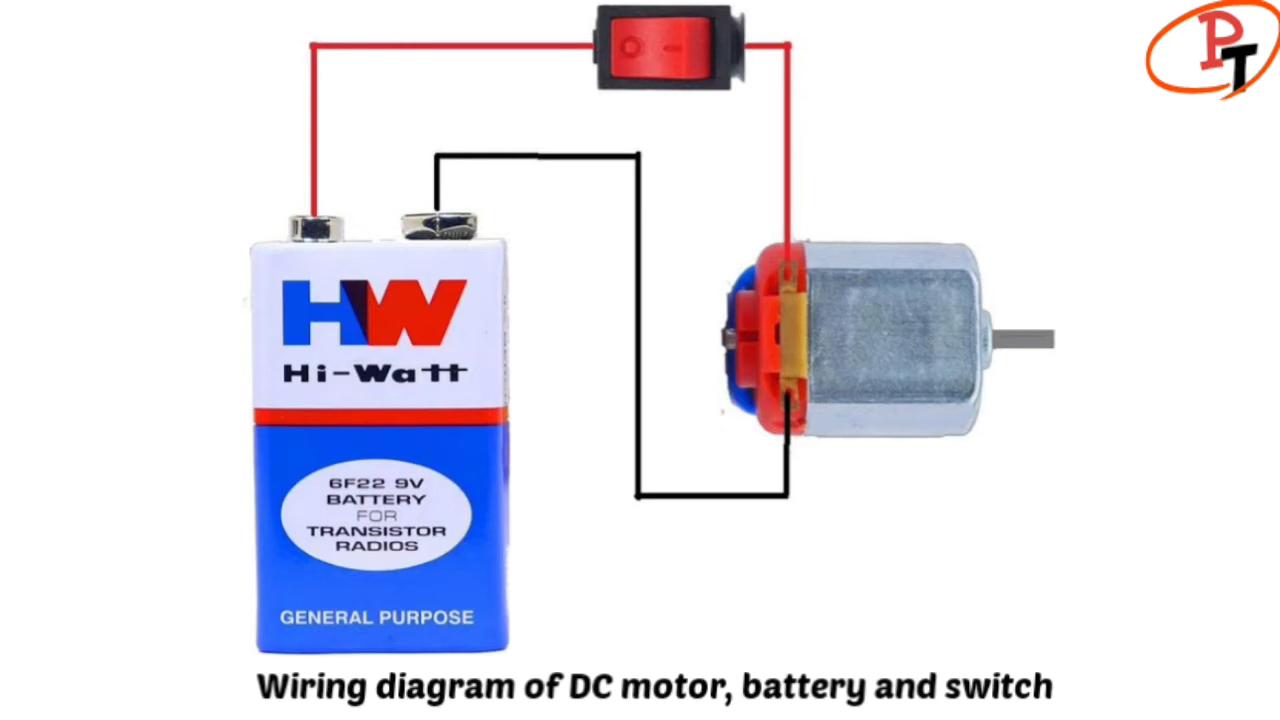 PT
HW
Hi-Watt
6F22 9V
BATTERY
FOR
TRANSISTOR
RADIOS
GENERAL PURPOSE
Wiring diagram of DC motor, battery and switch